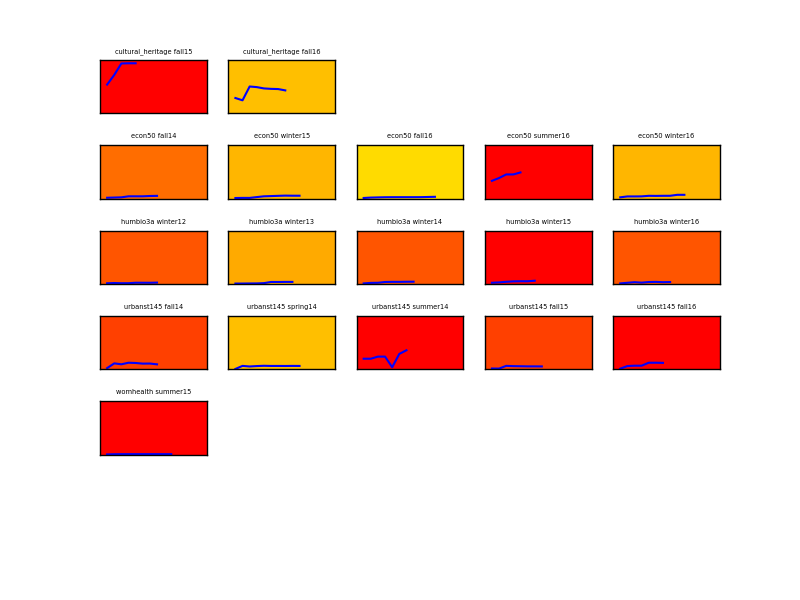 cultural_heritage fall15
cultural_heritage fall16
econ50 fall14
econ50 winter15
econ50 fall16
econ50 summer16
econ50 winter16
humbio3a winter12
humbio3a winter13
humbio3a winter14
humbio3a winter15
humbio3a winter16
urbanst145 fall14
urbanst145 spring14
urbanst145 summer14
urbanst145 fall15
urbanst145 fall16
womhealth summer15